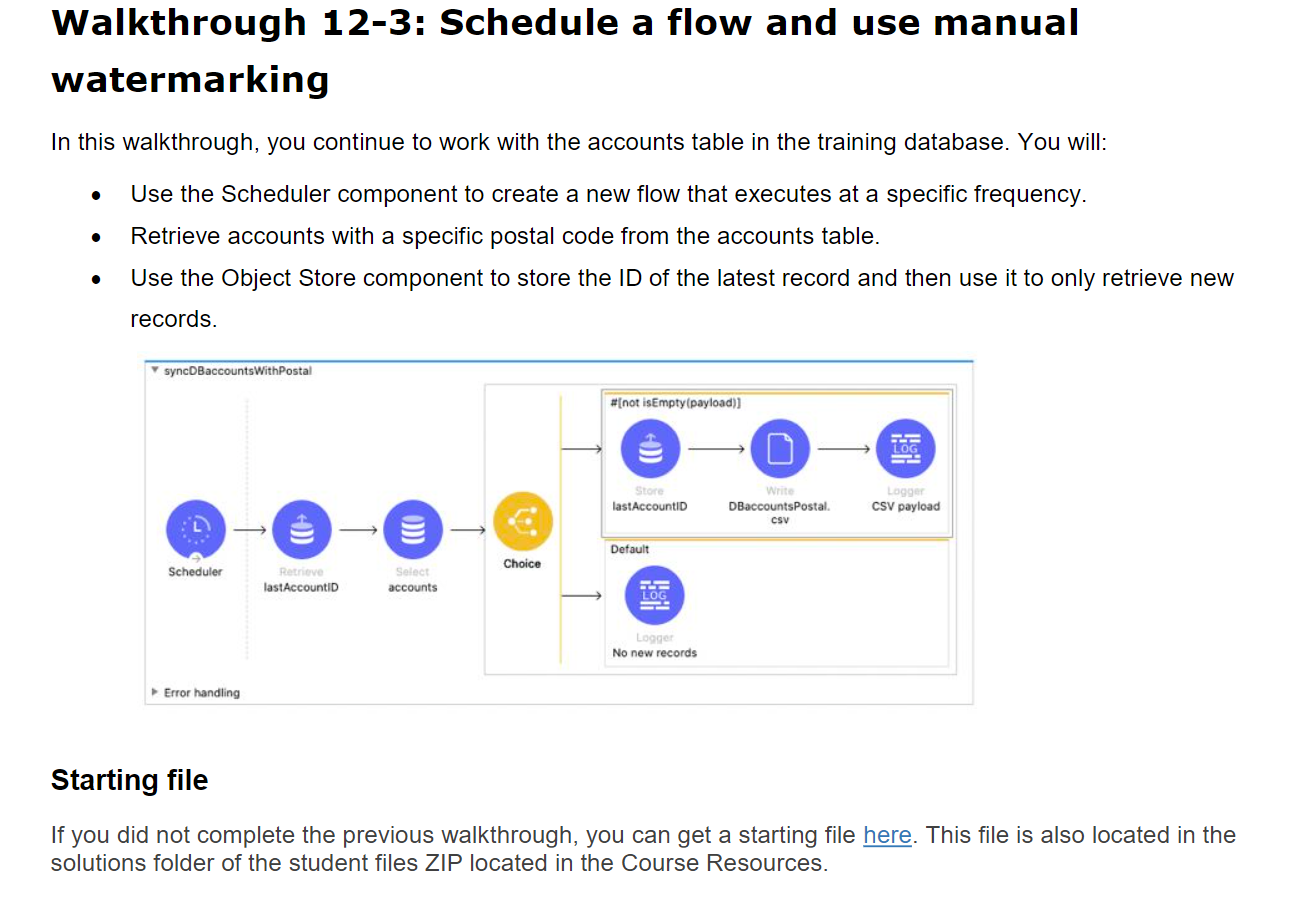 Walkthrough 12-3: Schedule a flow and use manual
watermarking
In this walkthrough, you continue to work with the accounts table in the training database. You will:
• Use the Scheduler component to create a new flow that executes at a specific frequency.
• Retrieve accounts with a specific postal code from the accounts table.
• Use the Object Store component to store the ID of the latest record and then use it to only retrieve new
records.
syncDBaccountsWithPostal
Scheduler
Retrieve
lastAccountID
Select
accounts
Choice
#[not isEmpty(payload)]
Store
lastAccountID
Write
DBaccountsPostal.
csv
LOG
Logger
CSV payload
Default
LOG
Logger
No new records
Error handling
Starting file
If you did not complete the previous walkthrough, you can get a starting file here. This file is also located in the
solutions folder of the student files ZIP located in the Course Resources.